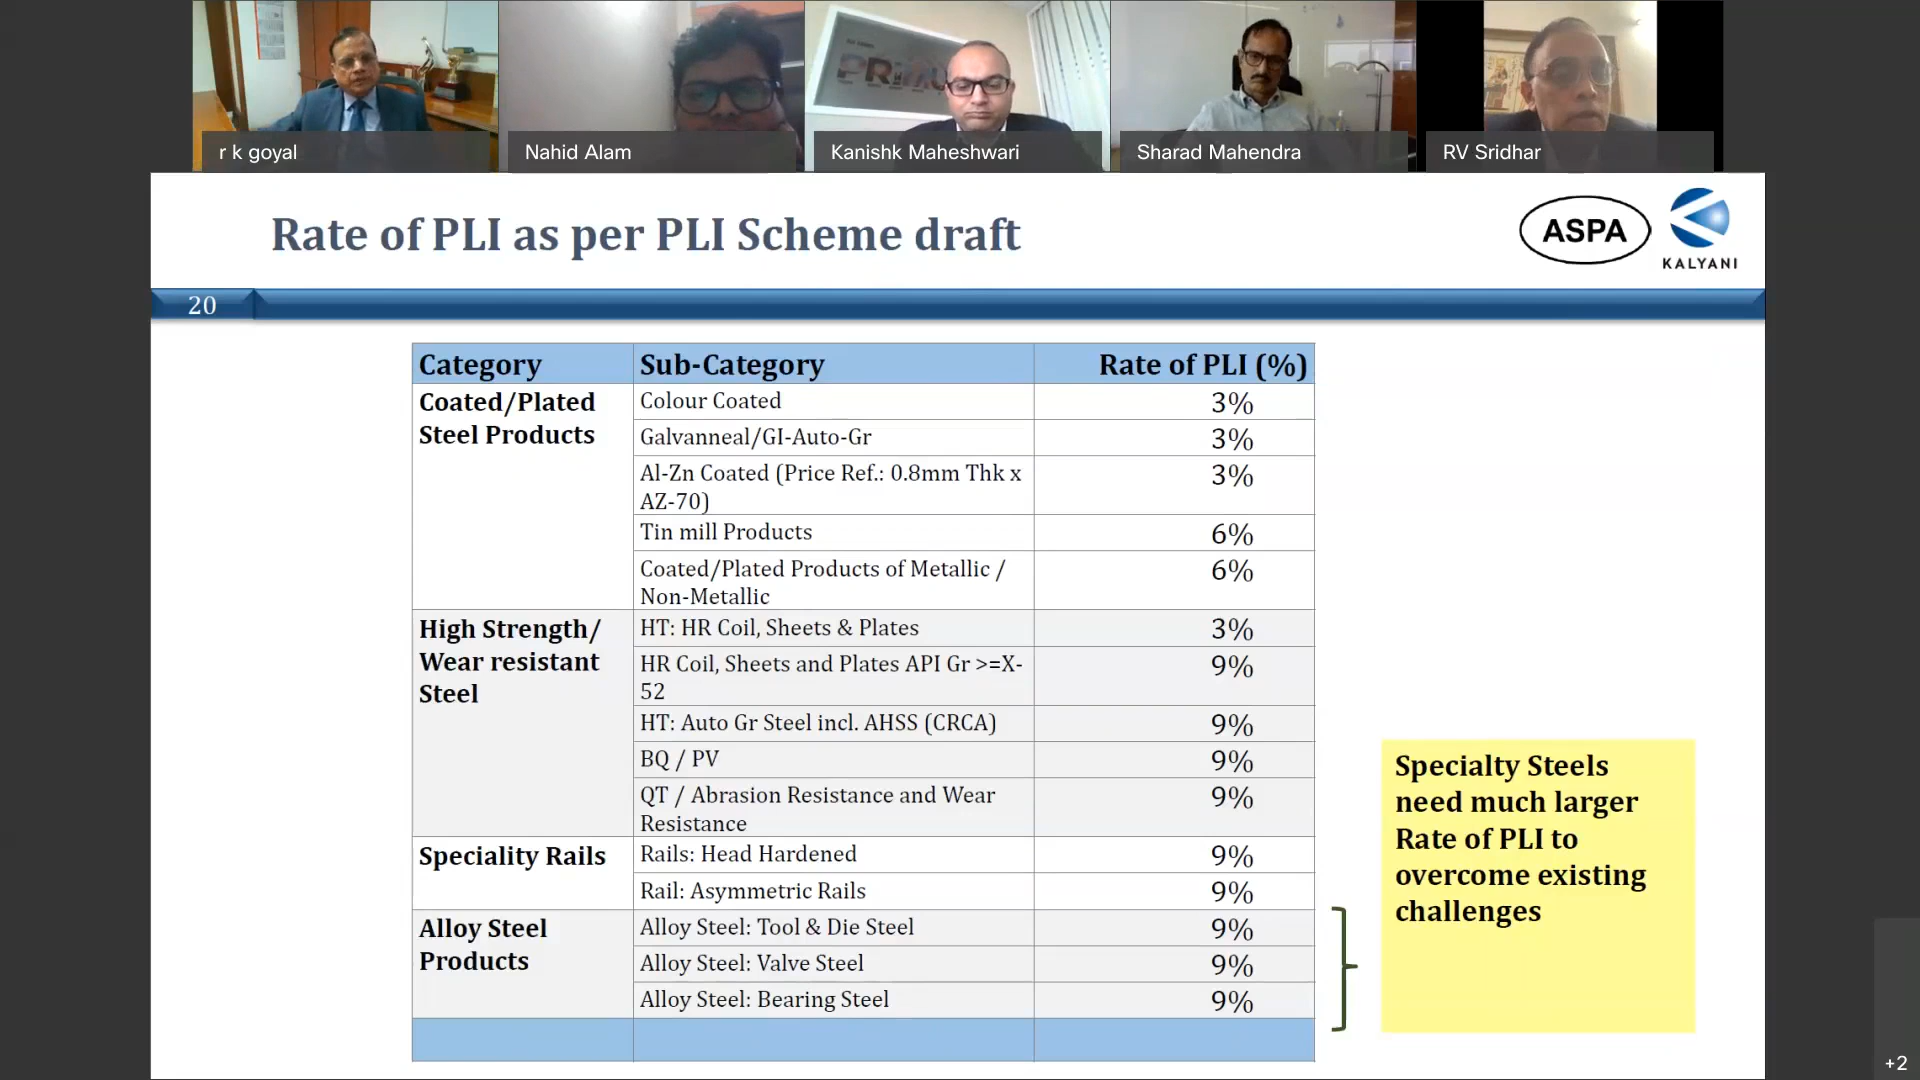 r k goyal
Nahid Alam
Kanishk Maheshwari
Sharad Mahendra
RV Sridhar
Rate of PLI as per PLI Scheme draft
ASPA
KALYANI
20
Category Sub-Category Rate of PLI (%)
Coated/Plated
Steel Products
Colour Coated 3%
Galvanneal/GI-Auto-Gr 3%
Al-Zn Coated (Price Ref.: 0.8mm Thk x 3%
AZ-70)
Tin mill Products 6%
Coated/Plated Products of Metallic / 6%
Non-Metallic
High Strength/
Wear resistant
Steel
HT: HR Coil, Sheets & Plates 3%
HR Coil, Sheets and Plates API Gr >=X- 9%
52
HT: Auto Gr Steel incl. AHSS (CRCA) 9%
BQ / PV 9%
QT / Abrasion Resistance and Wear 9%
Resistance
Speciality Rails
Rails: Head Hardened 9%
Rail: Asymmetric Rails 9%
Alloy Steel
Products
Alloy Steel: Tool & Die Steel 9%
Alloy Steel: Valve Steel 9%
Alloy Steel: Bearing Steel 9%
Specialty Steels
need much larger
Rate of PLI to
overcome existing
challenges
+2